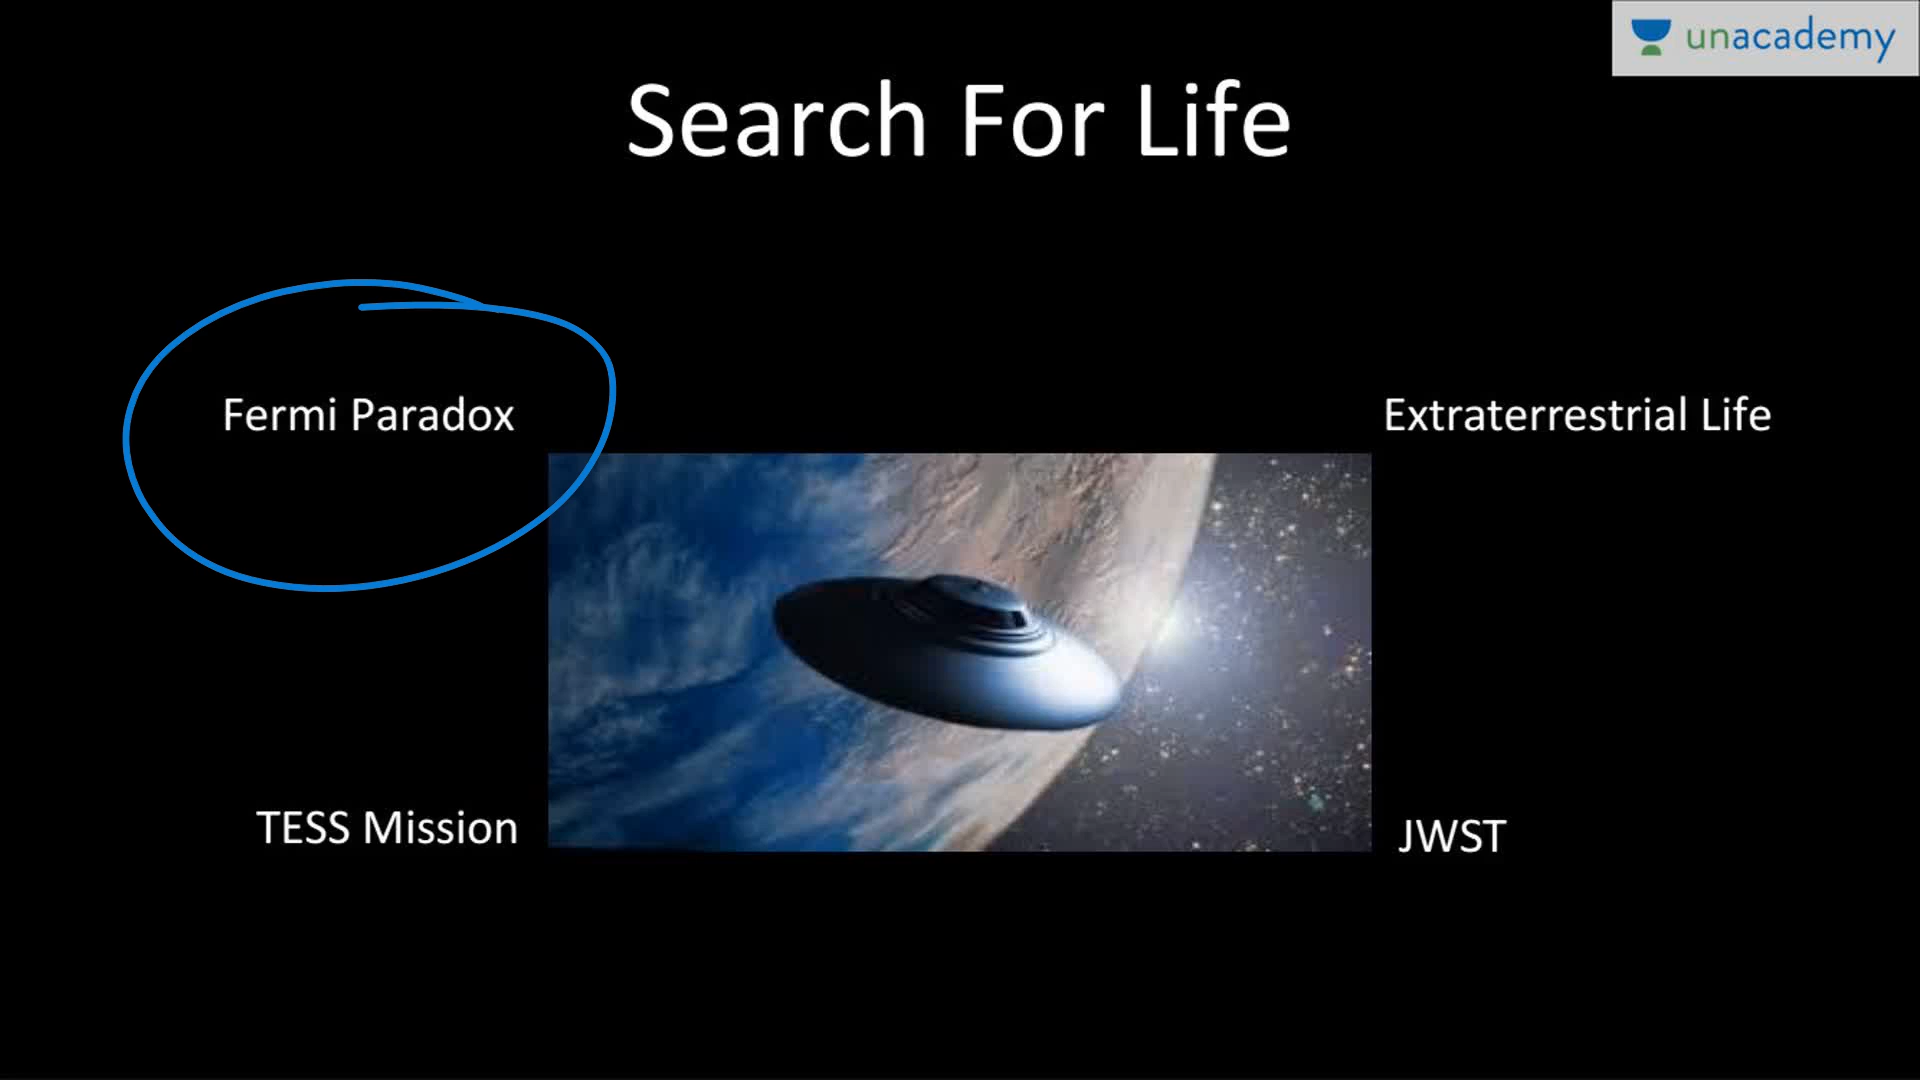 unacademy
Search For Life
Fermi Paradox
Extraterrestrial Life
TESS Mission
JWST